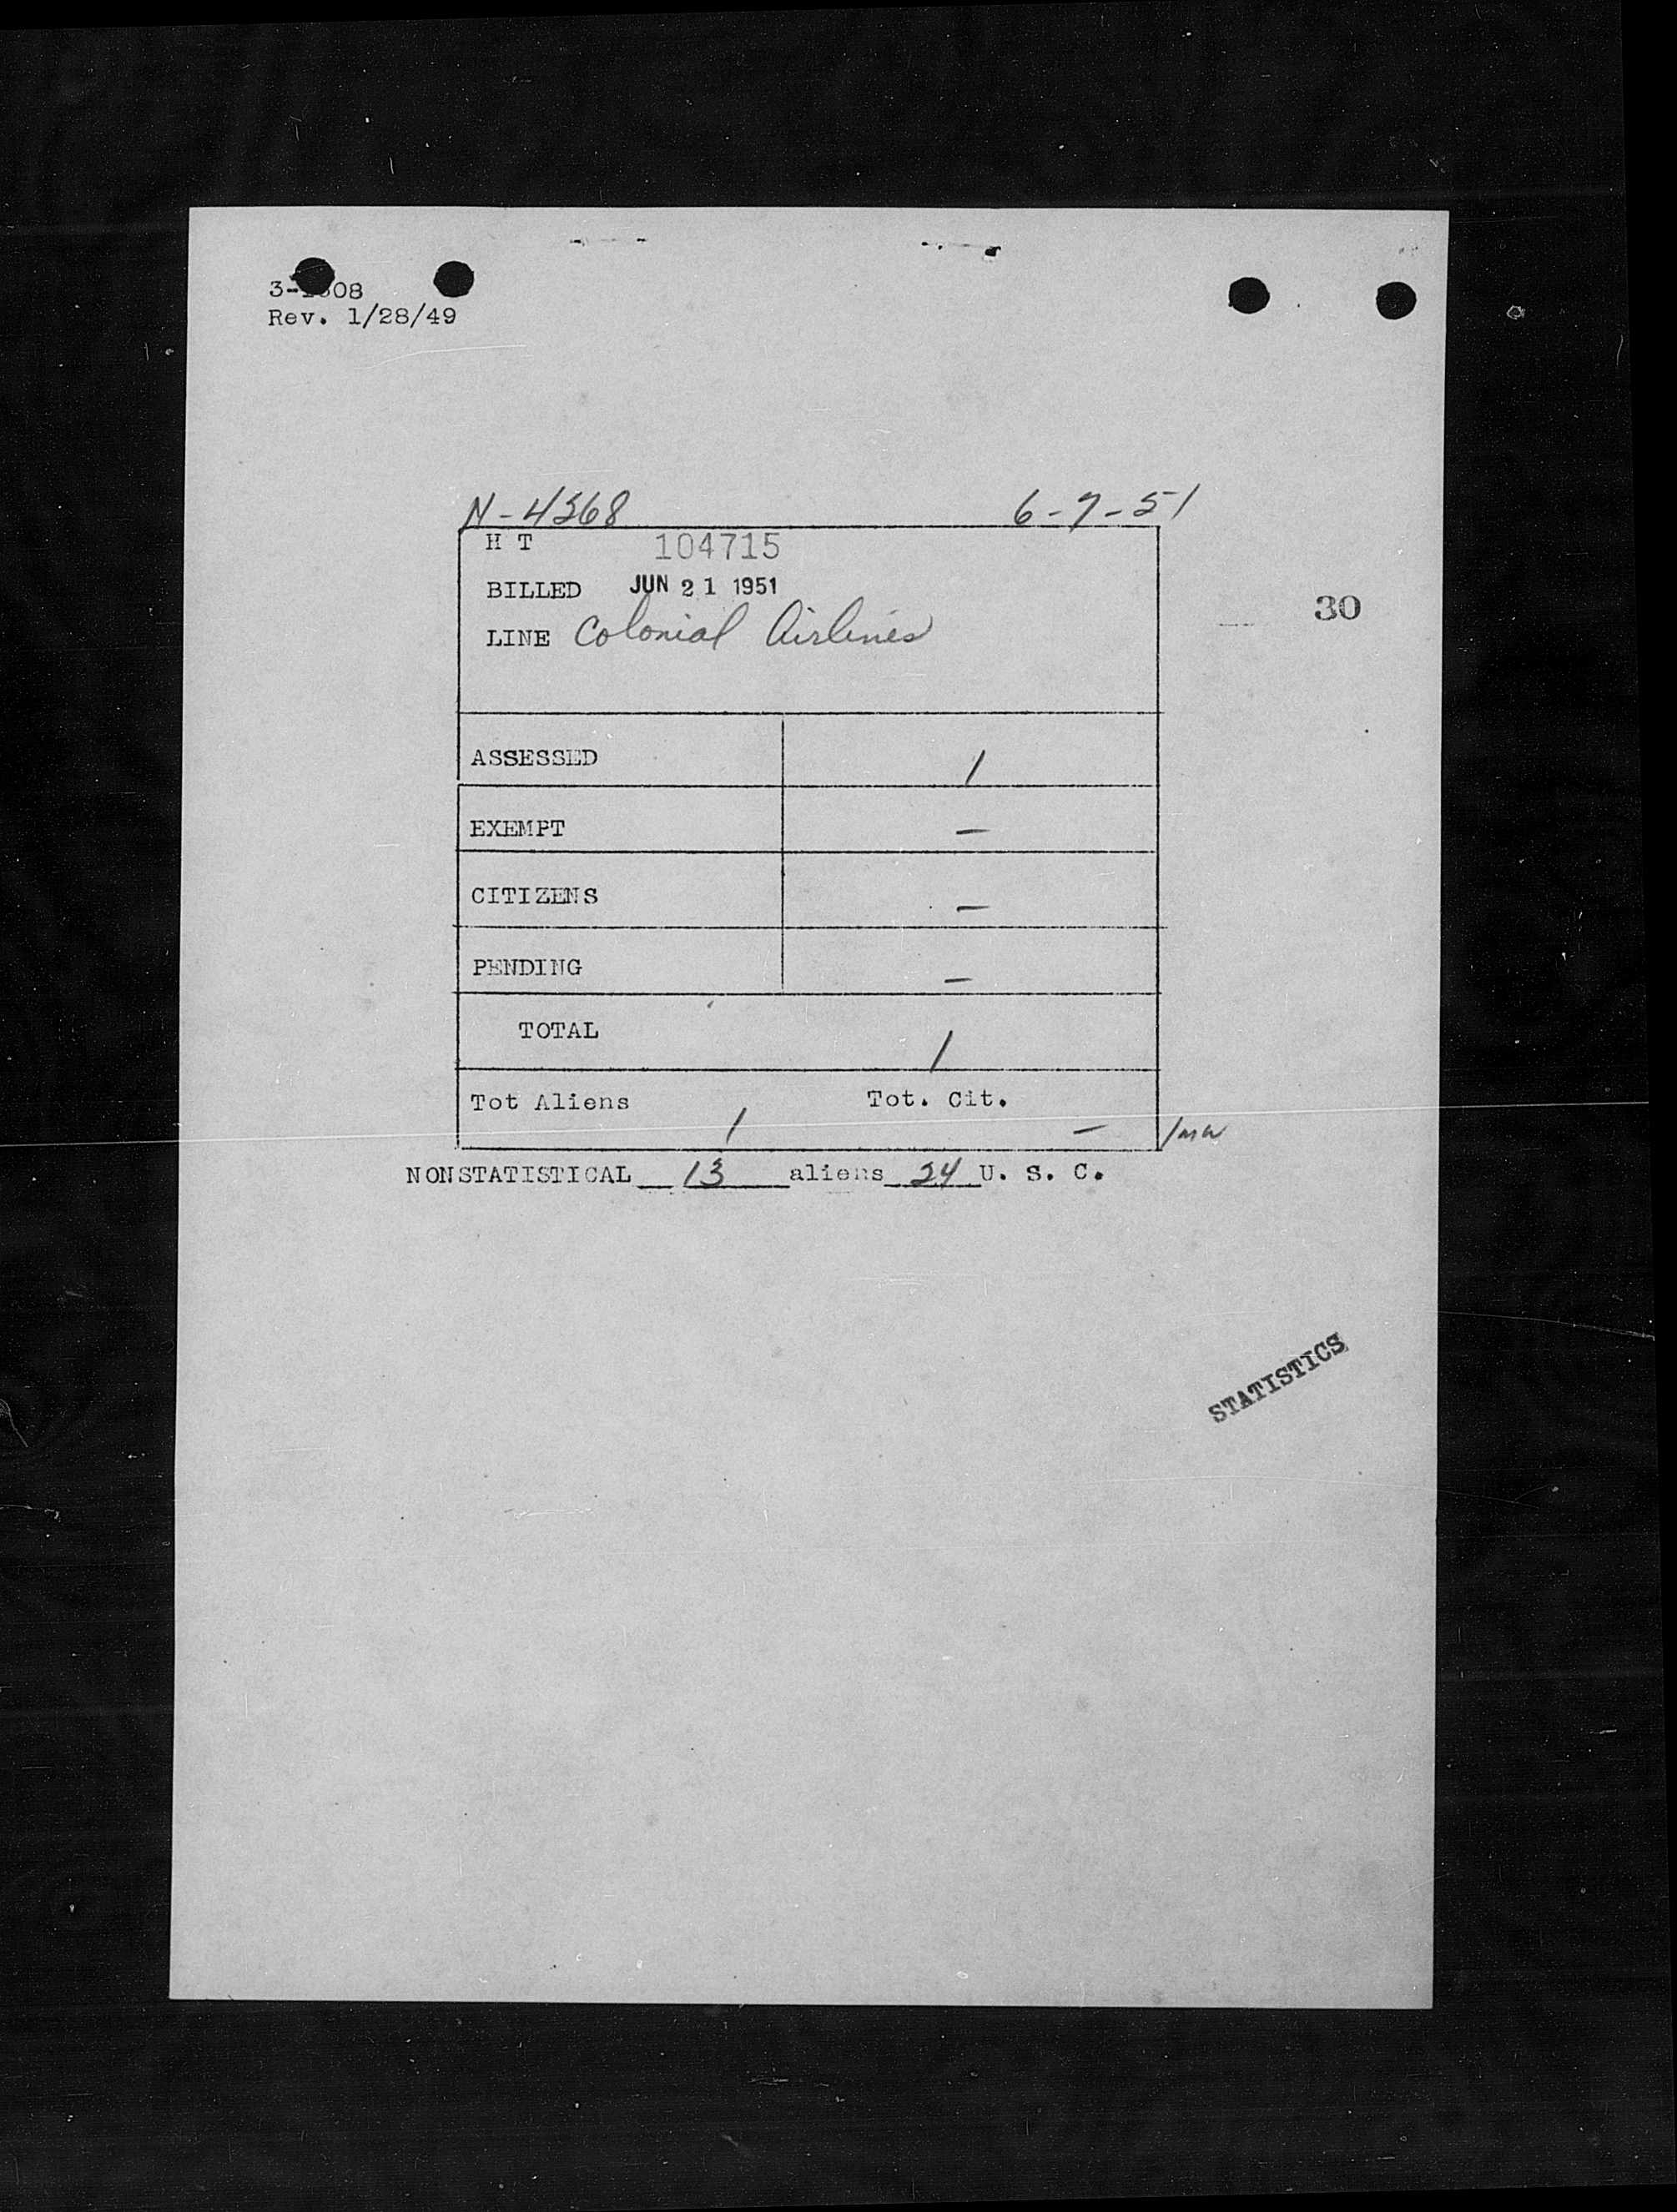 Rev. 1/28/49
N-4368 6-7-51
H T 104715
BILLED JUN 21 1951
30
LINE Colonial Airlines
ASSESSED 1
EXEMPT —
CITIZENS —
PENDING —
TOTAL 1
Tot Aliens 1 Tot. Cit. —
NONSTATISTICAL 13 aliens 24 U. S. C.
STATISTICS